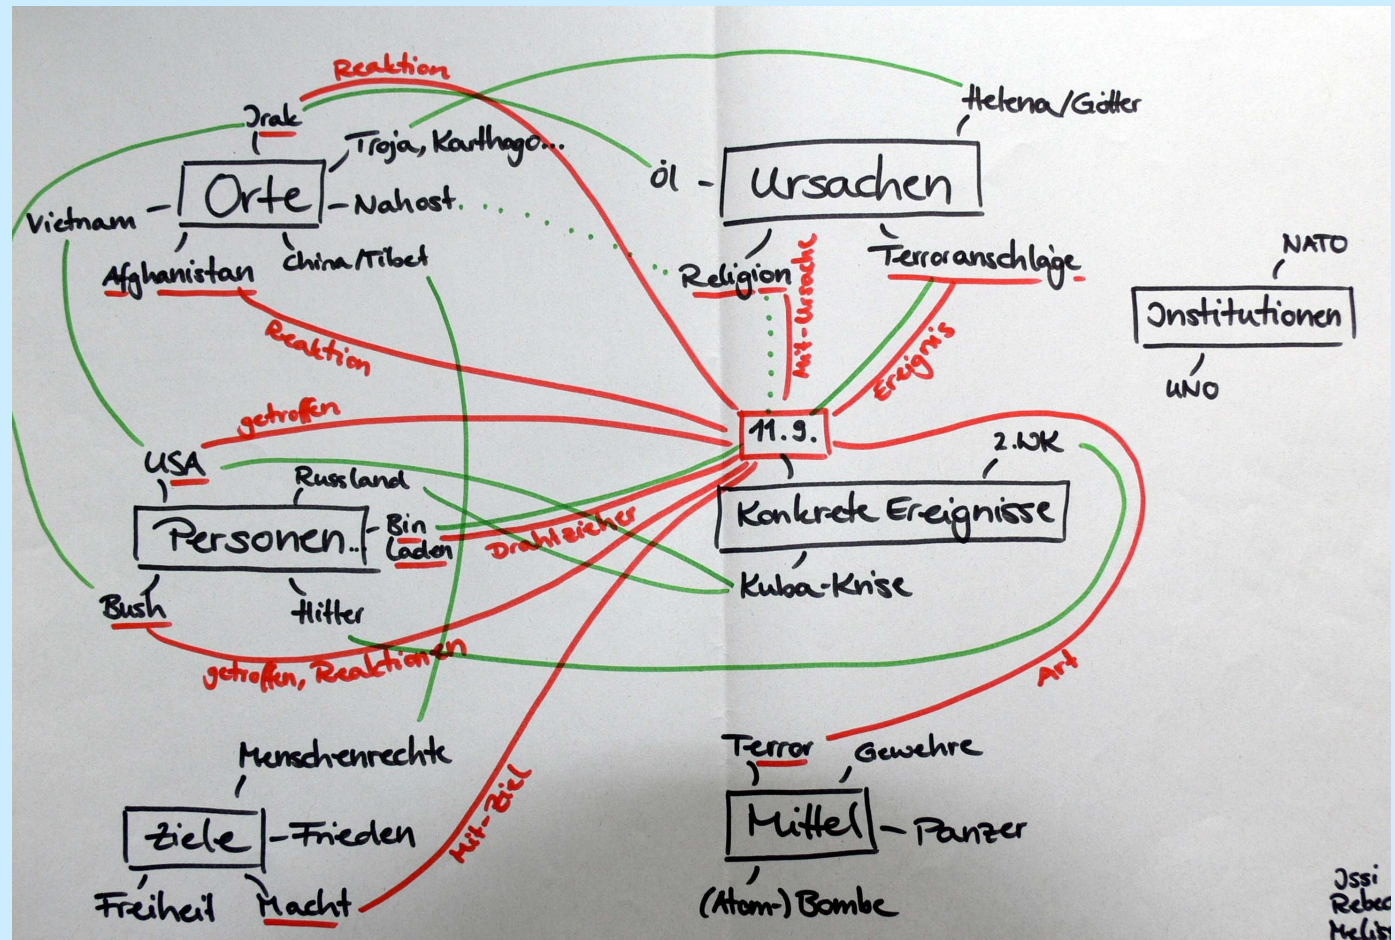 Reaktion
Helena/Götter
Irak
Troja, Karthago...
Öl
Ursachen
Orte
Nahost
Vietnam
China/Tibet
Afghanistan
Religion
Mit-Ursache
Terroranschläge
NATO
Institutionen
UNO
Reaktion
Ereignis
getroffen
11.9.
2.WK
USA
Russland
Konkrete Ereignisse
Personen..
Bin
Laden
Drahtzieher
Kuba-Krise
Bush
Hitler
getroffen, Reaktionen
Art
Menschenrechte
Terror
Gewehre
Mit-Ziel
Ziele
Frieden
Mittel
Panzer
Freiheit
Macht
(Atom-) Bombe
Issi